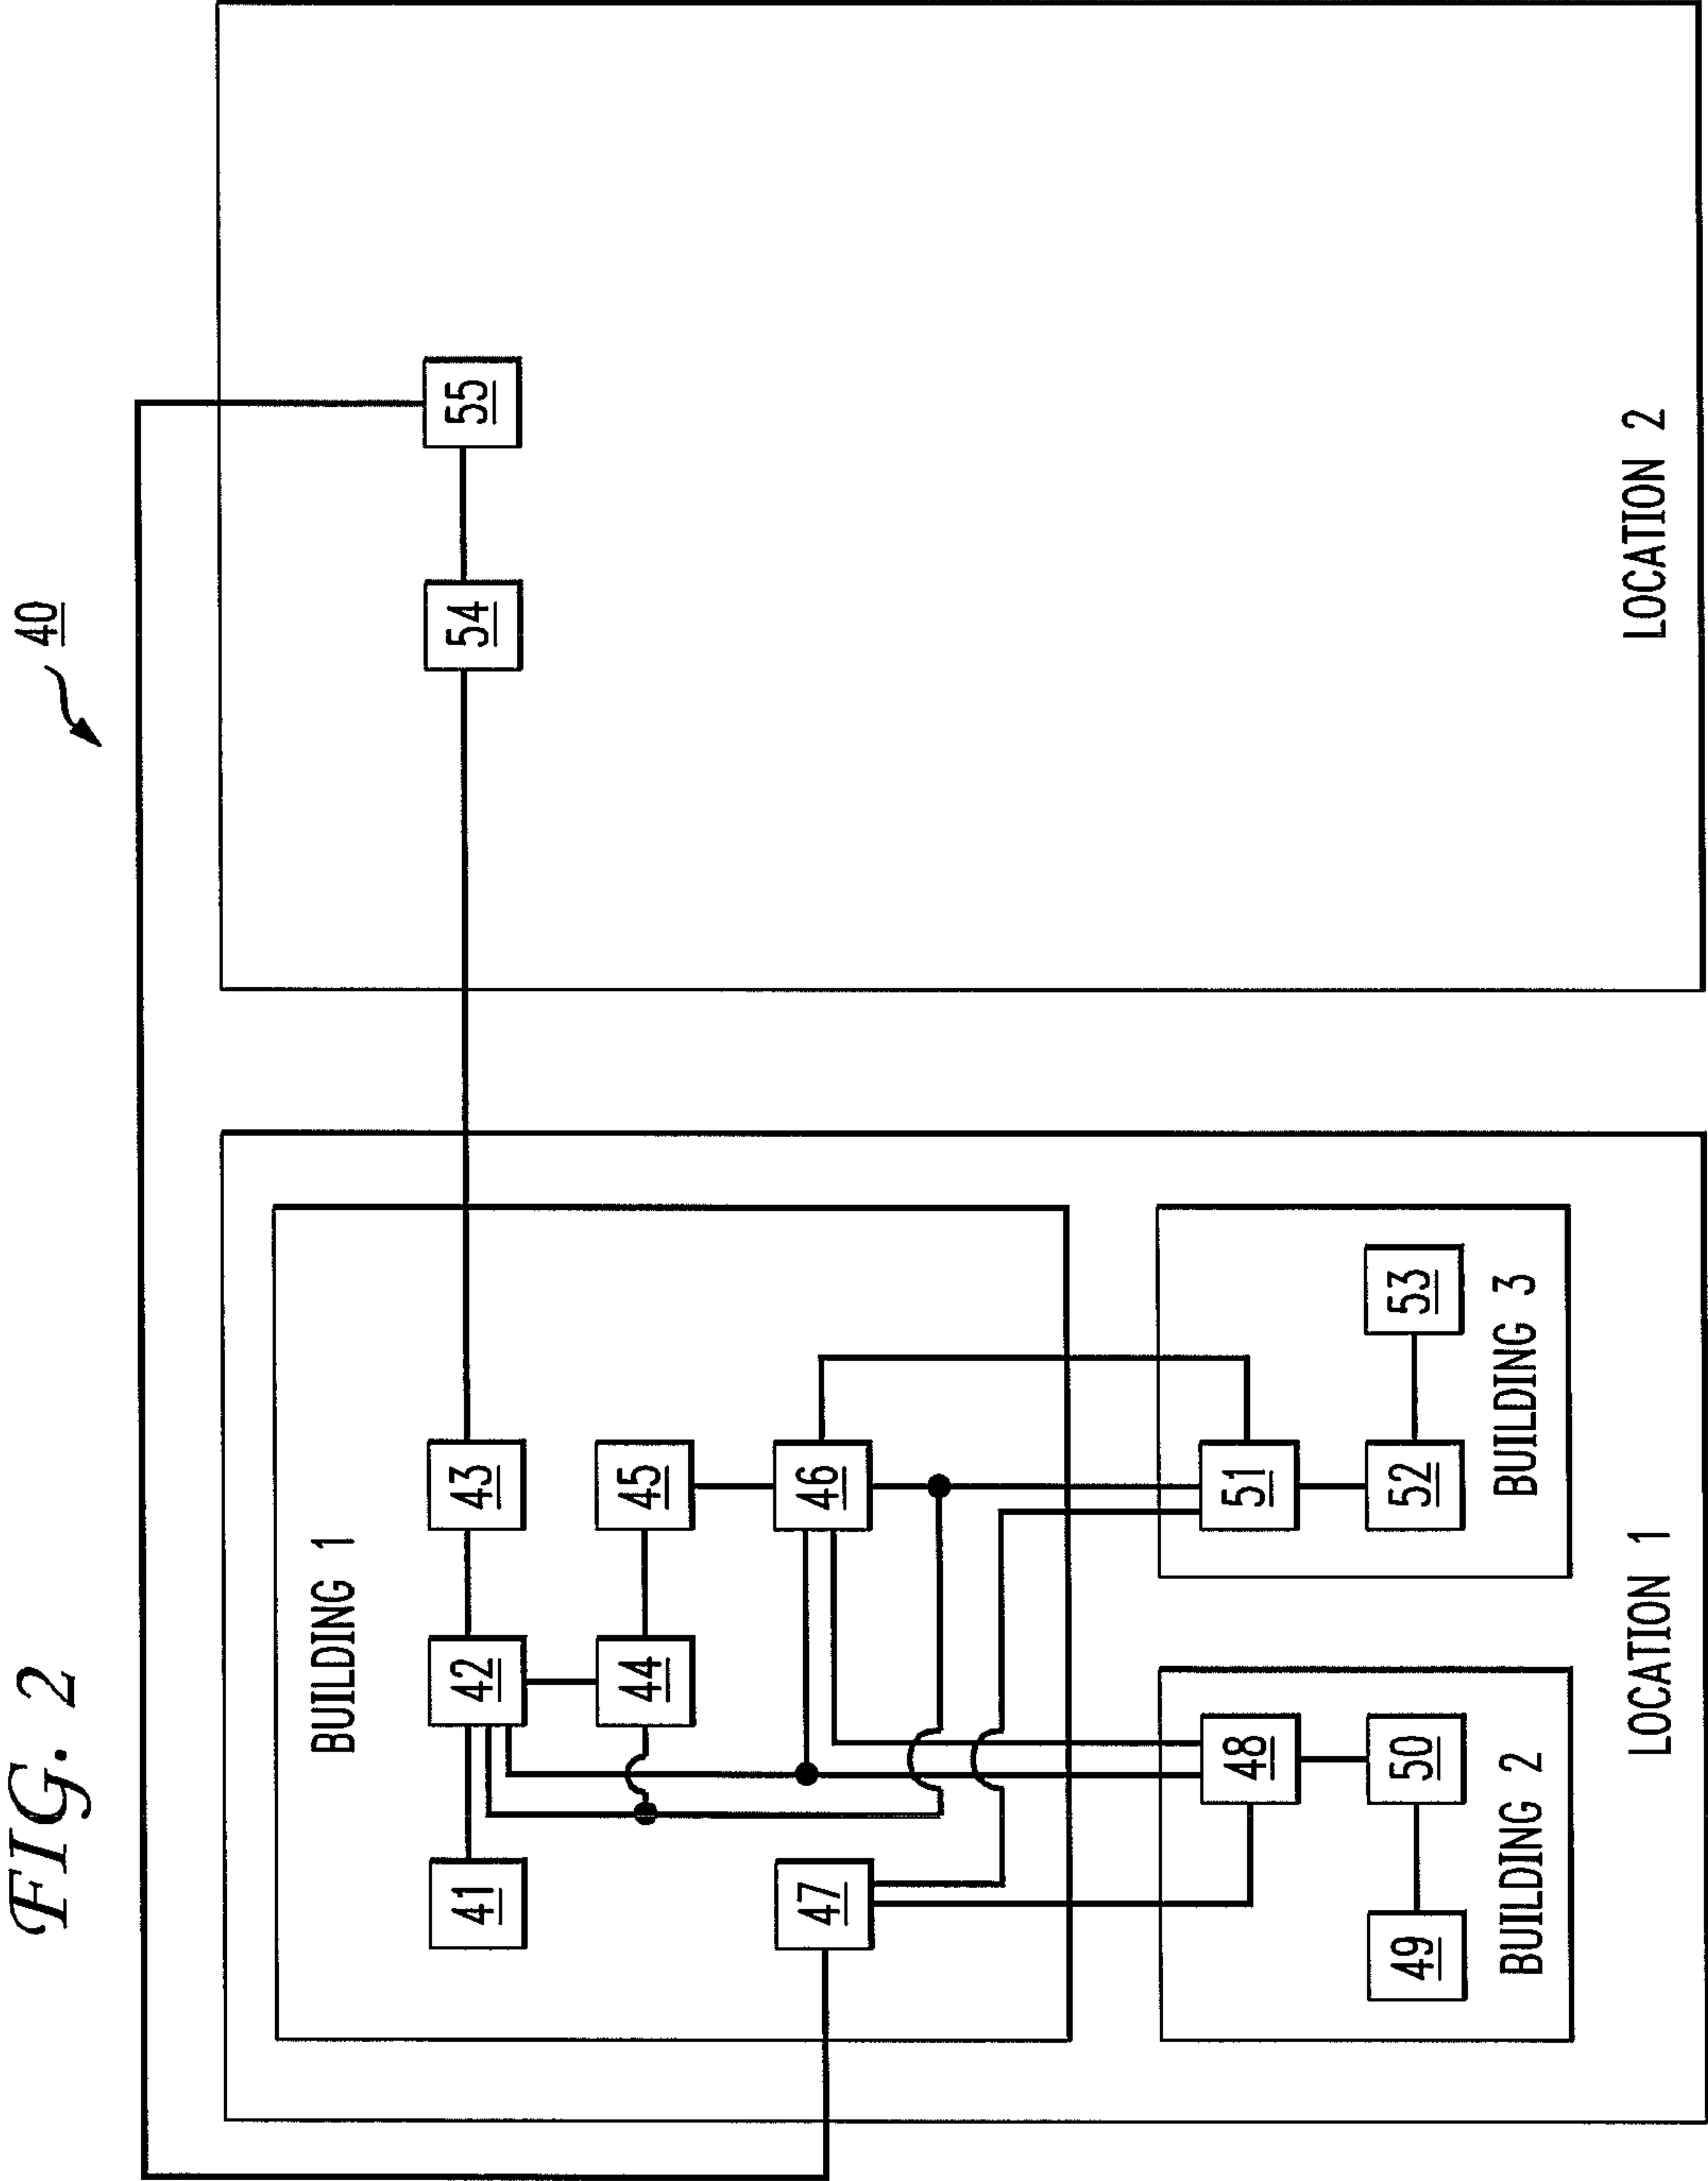 FIG. 2
40
BUILDING 1
41
42
43
44
45
47
46
48
51
49
50
52
53
BUILDING 2
BUILDING 3
LOCATION 1
54
55
LOCATION 2